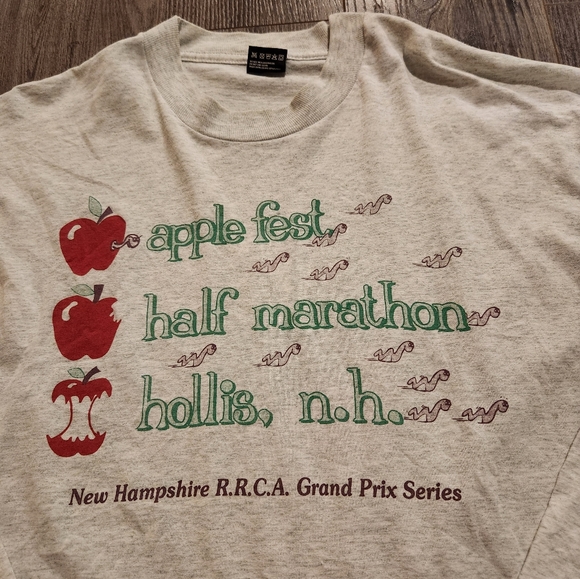 apple fest
half marathon
hollis, n.h.
New Hampshire R.R.C.A. Grand Prix Series